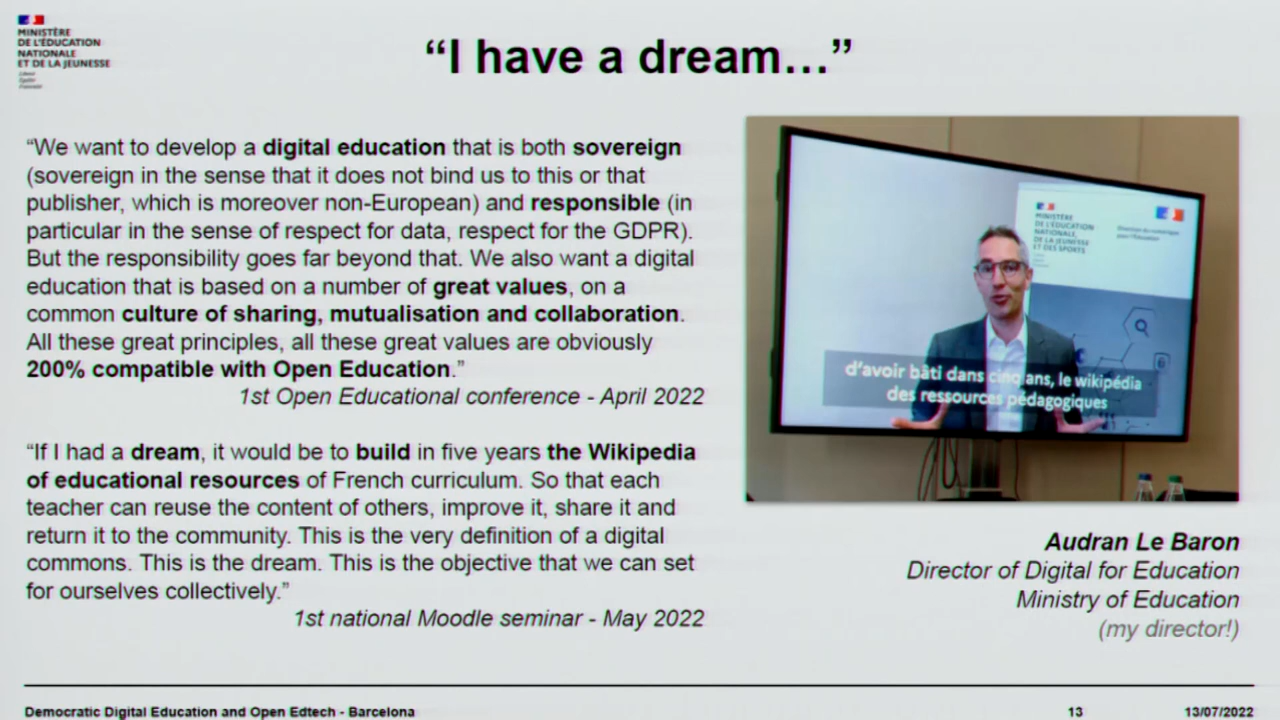 MINISTÈRE
DE L'ÉDUCATION
NATIONALE
ET DE LA JEUNESSE
Liberté
Égalité
Fraternité
“I have a dream…”
“We want to develop a digital education that is both sovereign
(sovereign in the sense that it does not bind us to this or that
publisher, which is moreover non-European) and responsible (in
particular in the sense of respect for data, respect for the GDPR).
But the responsibility goes far beyond that. We also want a digital
education that is based on a number of great values, on a
common culture of sharing, mutualisation and collaboration.
All these great principles, all these great values are obviously
200% compatible with Open Education.”
1st Open Educational conference - April 2022
“If I had a dream, it would be to build in five years the Wikipedia
of educational resources of French curriculum. So that each
teacher can reuse the content of others, improve it, share it and
return it to the community. This is the very definition of a digital
commons. This is the dream. This is the objective that we can set
for ourselves collectively.”
1st national Moodle seminar - May 2022
MINISTÈRE
DE L'ÉDUCATION
NATIONALE,
DE LA JEUNESSE
ET DES SPORTS
Direction du numérique
pour l'Éducation
d'avoir bâti dans cinq ans, le wikipédia
des ressources pédagogiques
Audran Le Baron
Director of Digital for Education
Ministry of Education
(my director!)
Democratic Digital Education and Open Edtech - Barcelona
13
13/07/2022